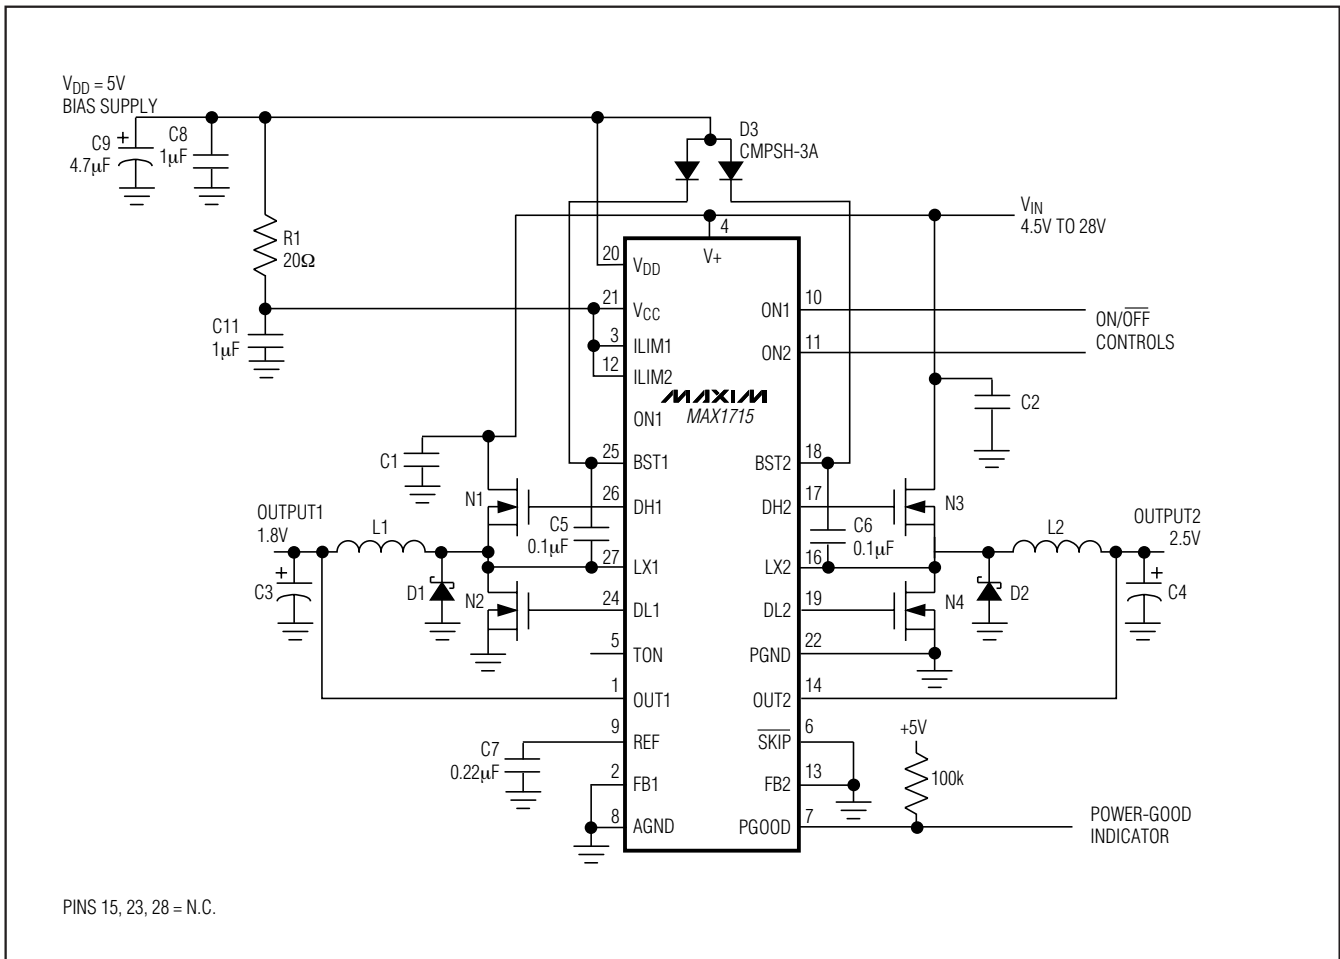 V_DD = 5V
BIAS SUPPLY
C9
+
4.7μF
C8
1μF
D3
CMPSH-3A
R1
20Ω
C11
1μF
V_IN
4.5V TO 28V
4
V+
20
V_DD
21
V_CC
3
ILIM1
12
ILIM2
ON1
10
ON1
11
ON2
ON/OFF
CONTROLS
MAXIM
MAX1715
C1
C2
25
BST1
18
BST2
N1
26
DH1
17
DH2
N3
C5
0.1μF
C6
0.1μF
OUTPUT1
1.8V
L1
27
LX1
16
LX2
L2
OUTPUT2
2.5V
C3
+
D1
N2
24
DL1
19
DL2
N4
D2
+
C4
5
TON
22
PGND
1
OUT1
14
OUT2
9
REF
6
SKIP
C7
0.22μF
2
FB1
13
FB2
+5V
100k
8
AGND
7
PGOOD
POWER-GOOD
INDICATOR
PINS 15, 23, 28 = N.C.